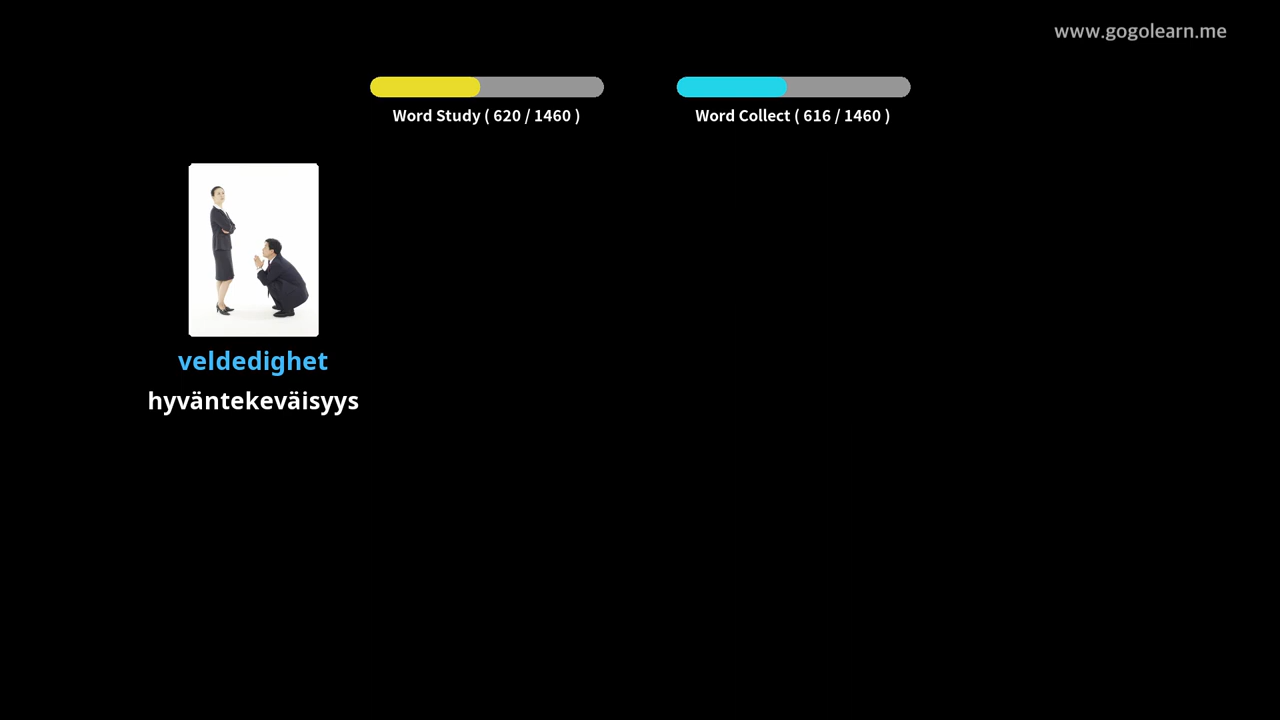 www.gogolearn.me
Word Study ( 620 / 1460 )
Word Collect ( 616 / 1460 )
veldedighet
hyväntekeväisyys